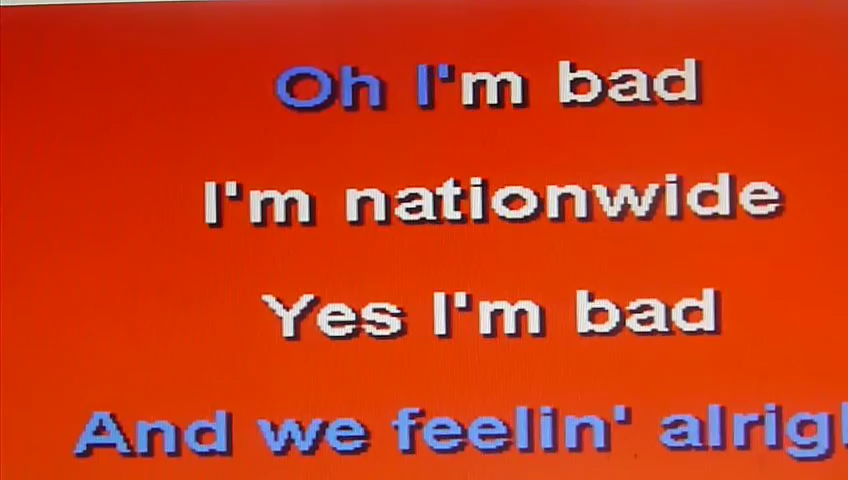 Oh I'm bad
I'm nationwide
Yes I'm bad
And we feelin' alrigh